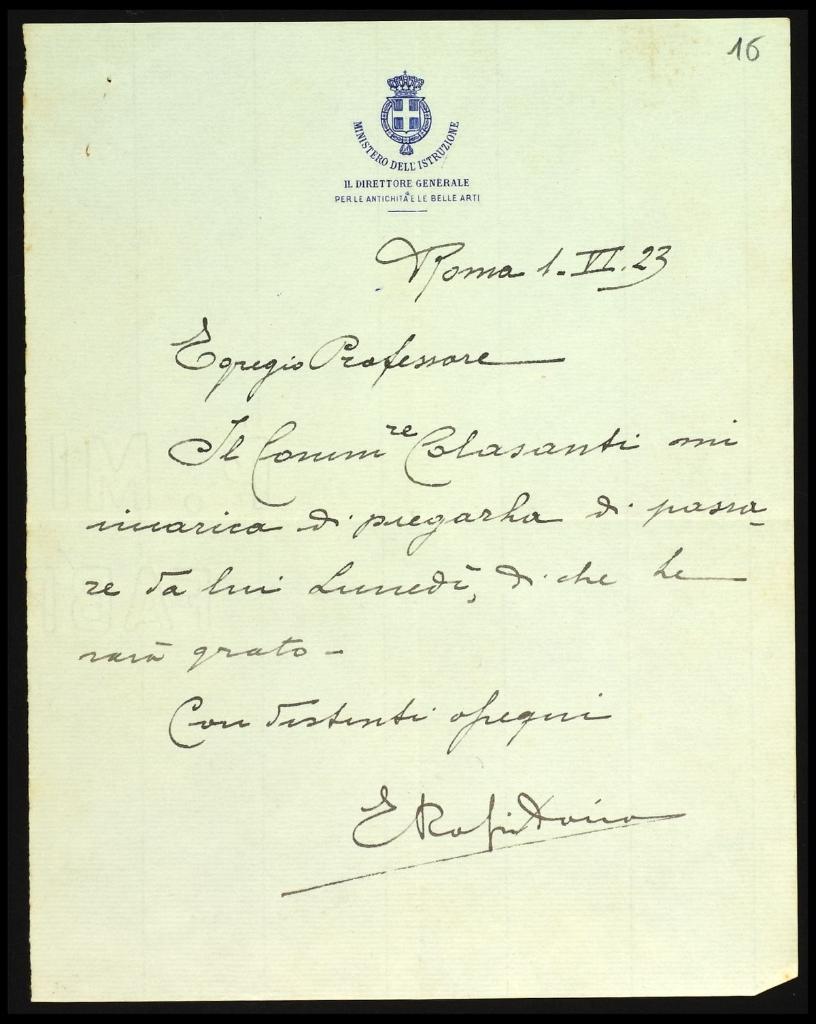 16
MINISTERO DELL'ISTRUZIONE
IL DIRETTORE GENERALE
PER LE ANTICHITÀ E LE BELLE ARTI
Roma 1-VI.23
Egregio Professore
Il Comm re Colasanti mi
incarica di pregarLa di passa-
re da lui Lunedì, di che Le
sarà grato -
Con distinti ossequi
E